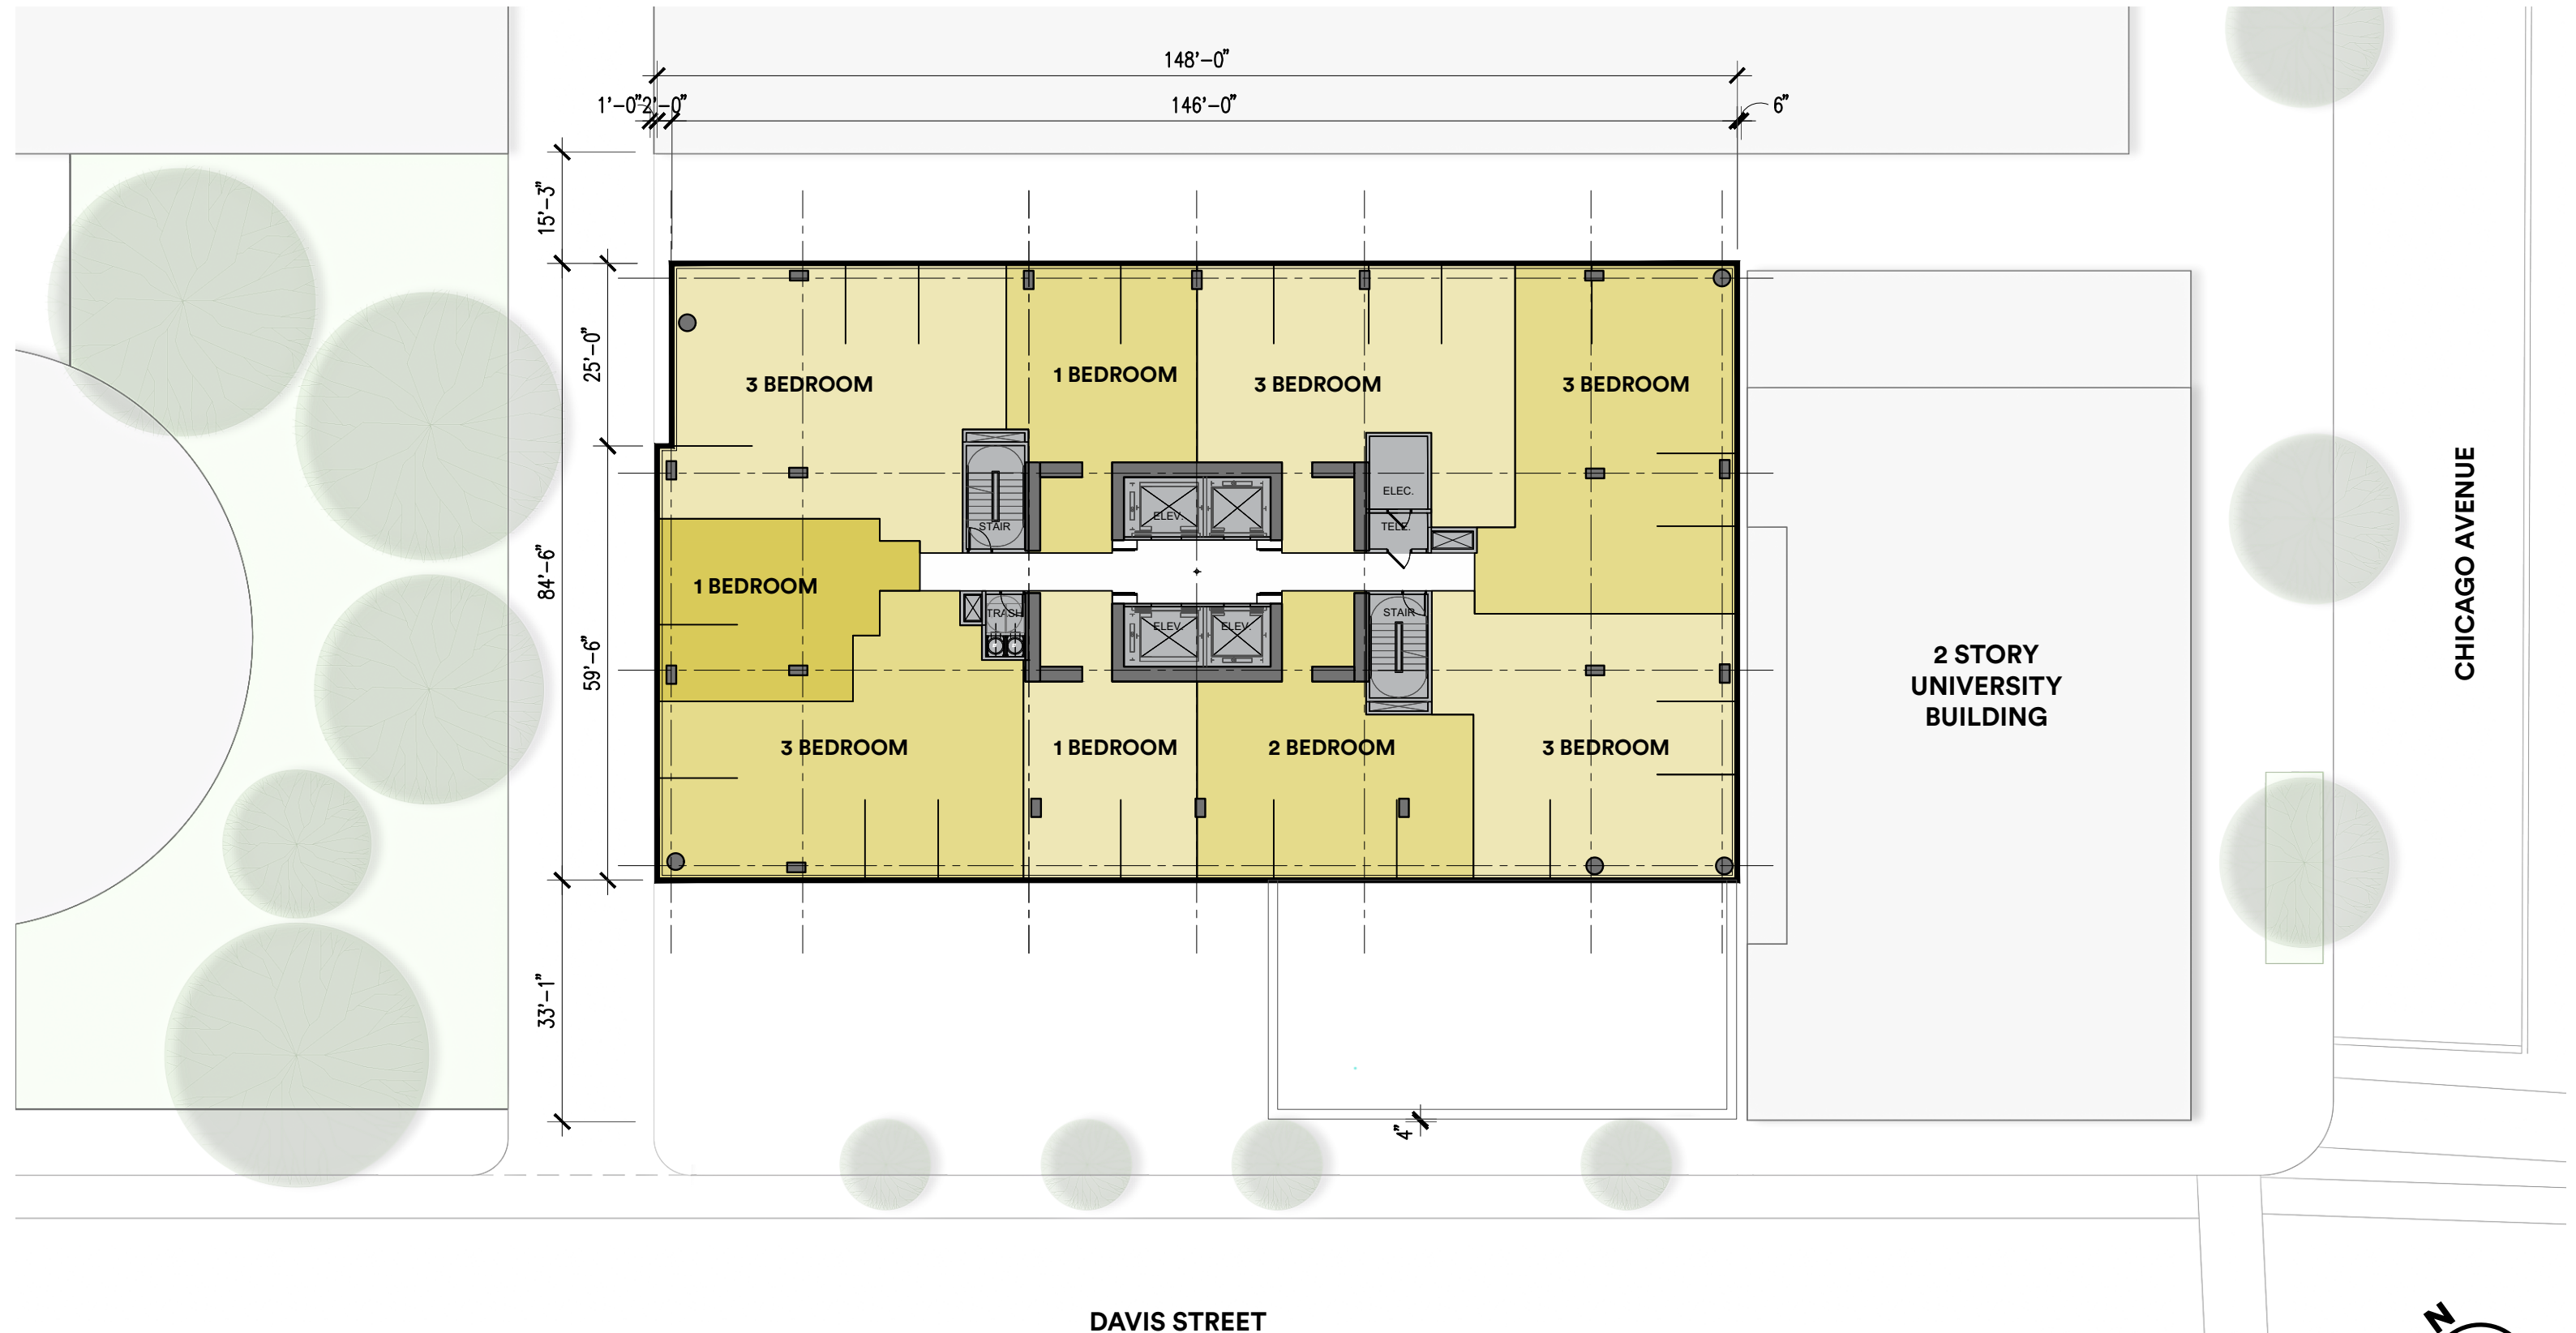 148'-0"
1'-0" 2'-0" 146'-0" 6"
15'-3"
25'-0"
84'-6"
59'-6"
33'-1"
3 BEDROOM
1 BEDROOM
3 BEDROOM
3 BEDROOM
STAIR
ELEV.
ELEC.
TELE.
1 BEDROOM
TRASH
ELEV.
ELEV.
STAIR
3 BEDROOM
1 BEDROOM
2 BEDROOM
3 BEDROOM
2 STORY
UNIVERSITY
BUILDING
CHICAGO AVENUE
4"
DAVIS STREET
N